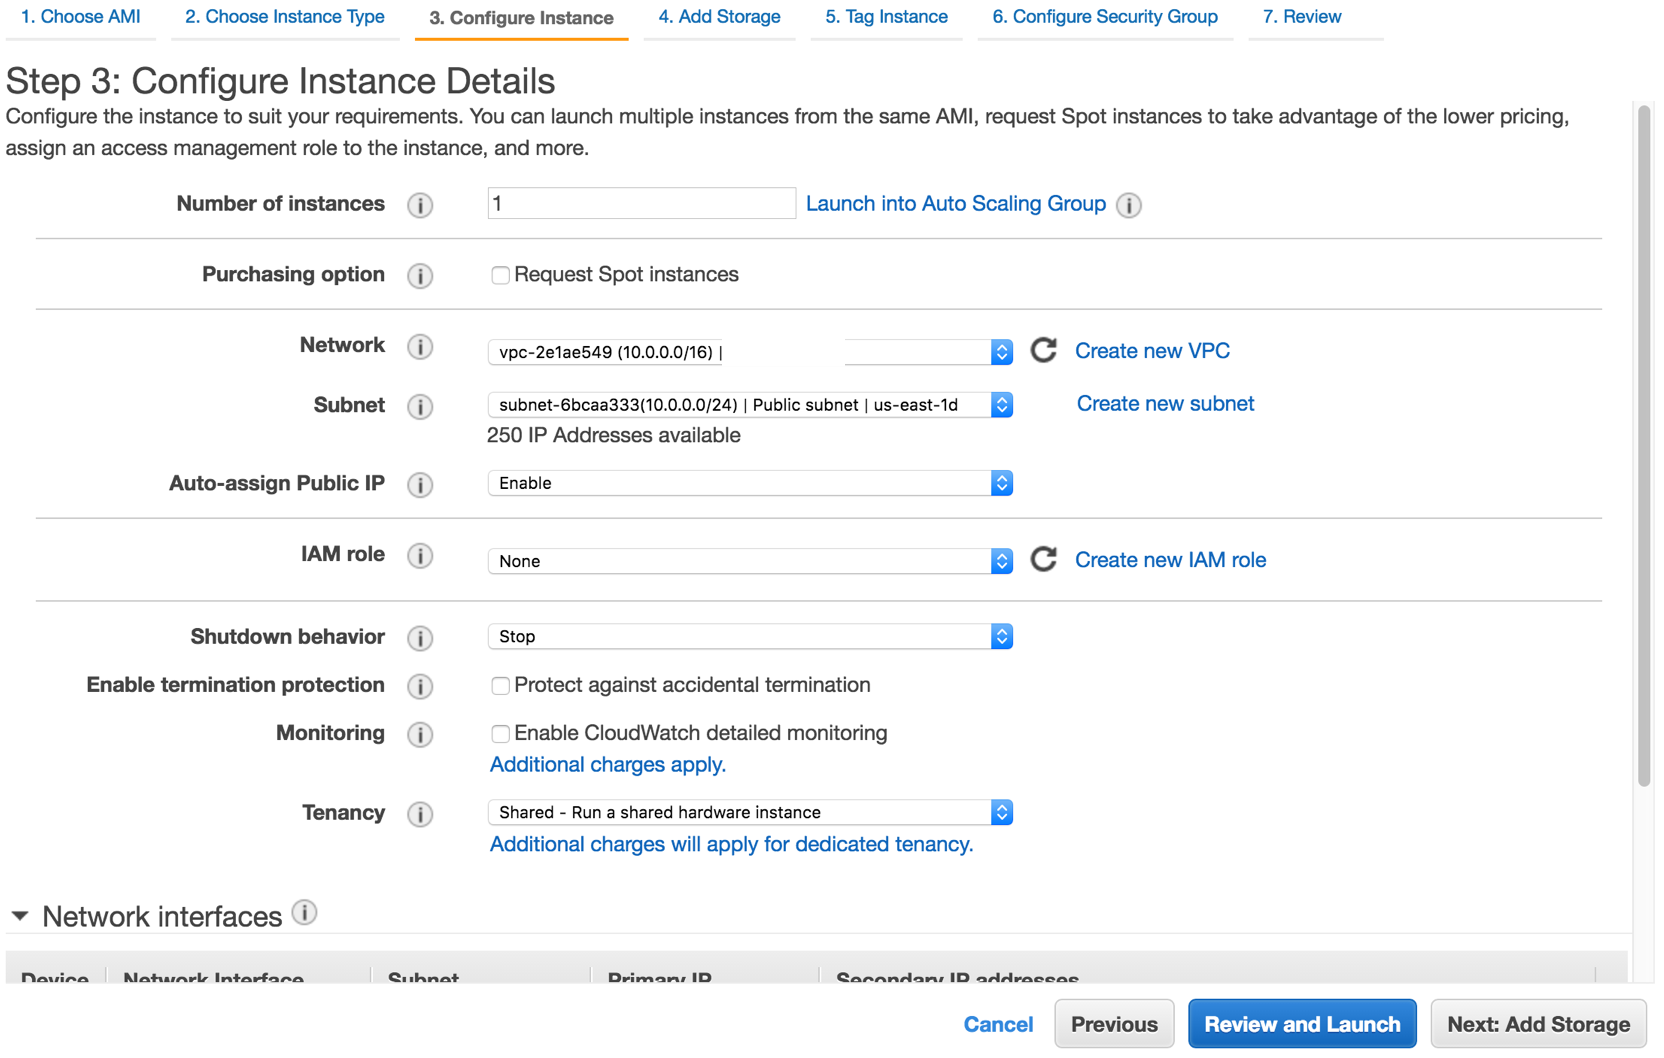 1. Choose AMI 2. Choose Instance Type 3. Configure Instance 4. Add Storage 5. Tag Instance 6. Configure Security Group 7. Review
Step 3: Configure Instance Details
Configure the instance to suit your requirements. You can launch multiple instances from the same AMI, request Spot instances to take advantage of the lower pricing,
assign an access management role to the instance, and more.
Number of instances i 1 Launch into Auto Scaling Group i
Purchasing option i Request Spot instances
Network i vpc-2e1ae549 (10.0.0.0/16) | Create new VPC
Subnet i subnet-6bcaa333(10.0.0.0/24) | Public subnet | us-east-1d Create new subnet
250 IP Addresses available
Auto-assign Public IP i Enable
IAM role i None Create new IAM role
Shutdown behavior i Stop
Enable termination protection i Protect against accidental termination
Monitoring i Enable CloudWatch detailed monitoring
Additional charges apply.
Tenancy i Shared - Run a shared hardware instance
Additional charges will apply for dedicated tenancy.
Network interfaces i
Device Network Interface Subnet Primary IP Secondary IP addresses
Cancel Previous Review and Launch Next: Add Storage